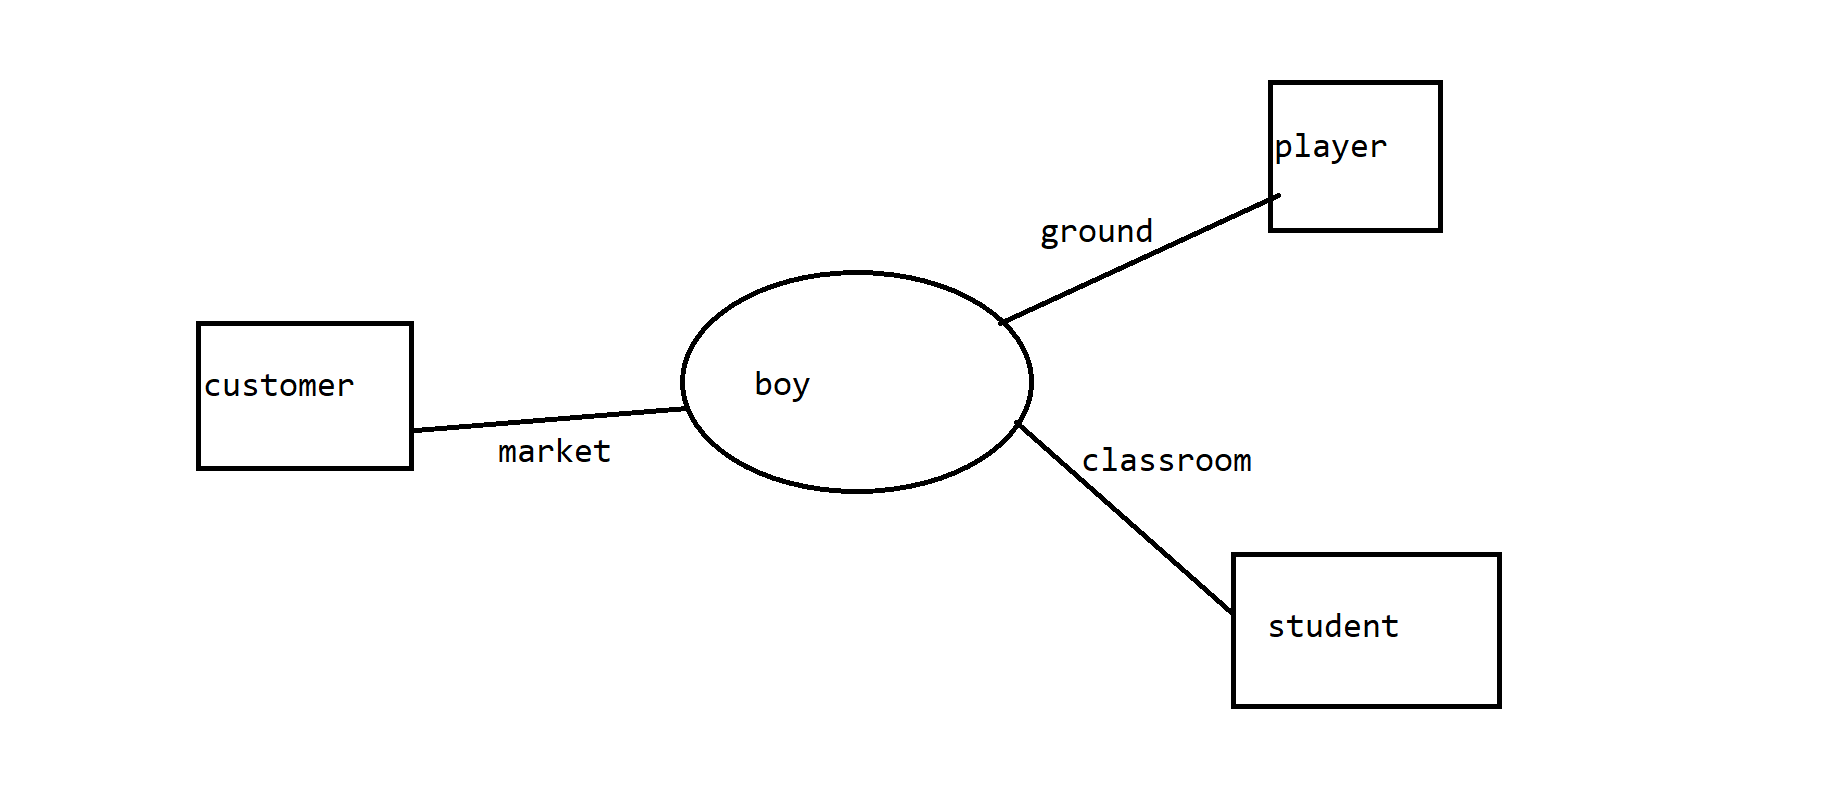 player
ground
customer
boy
market
classroom
student